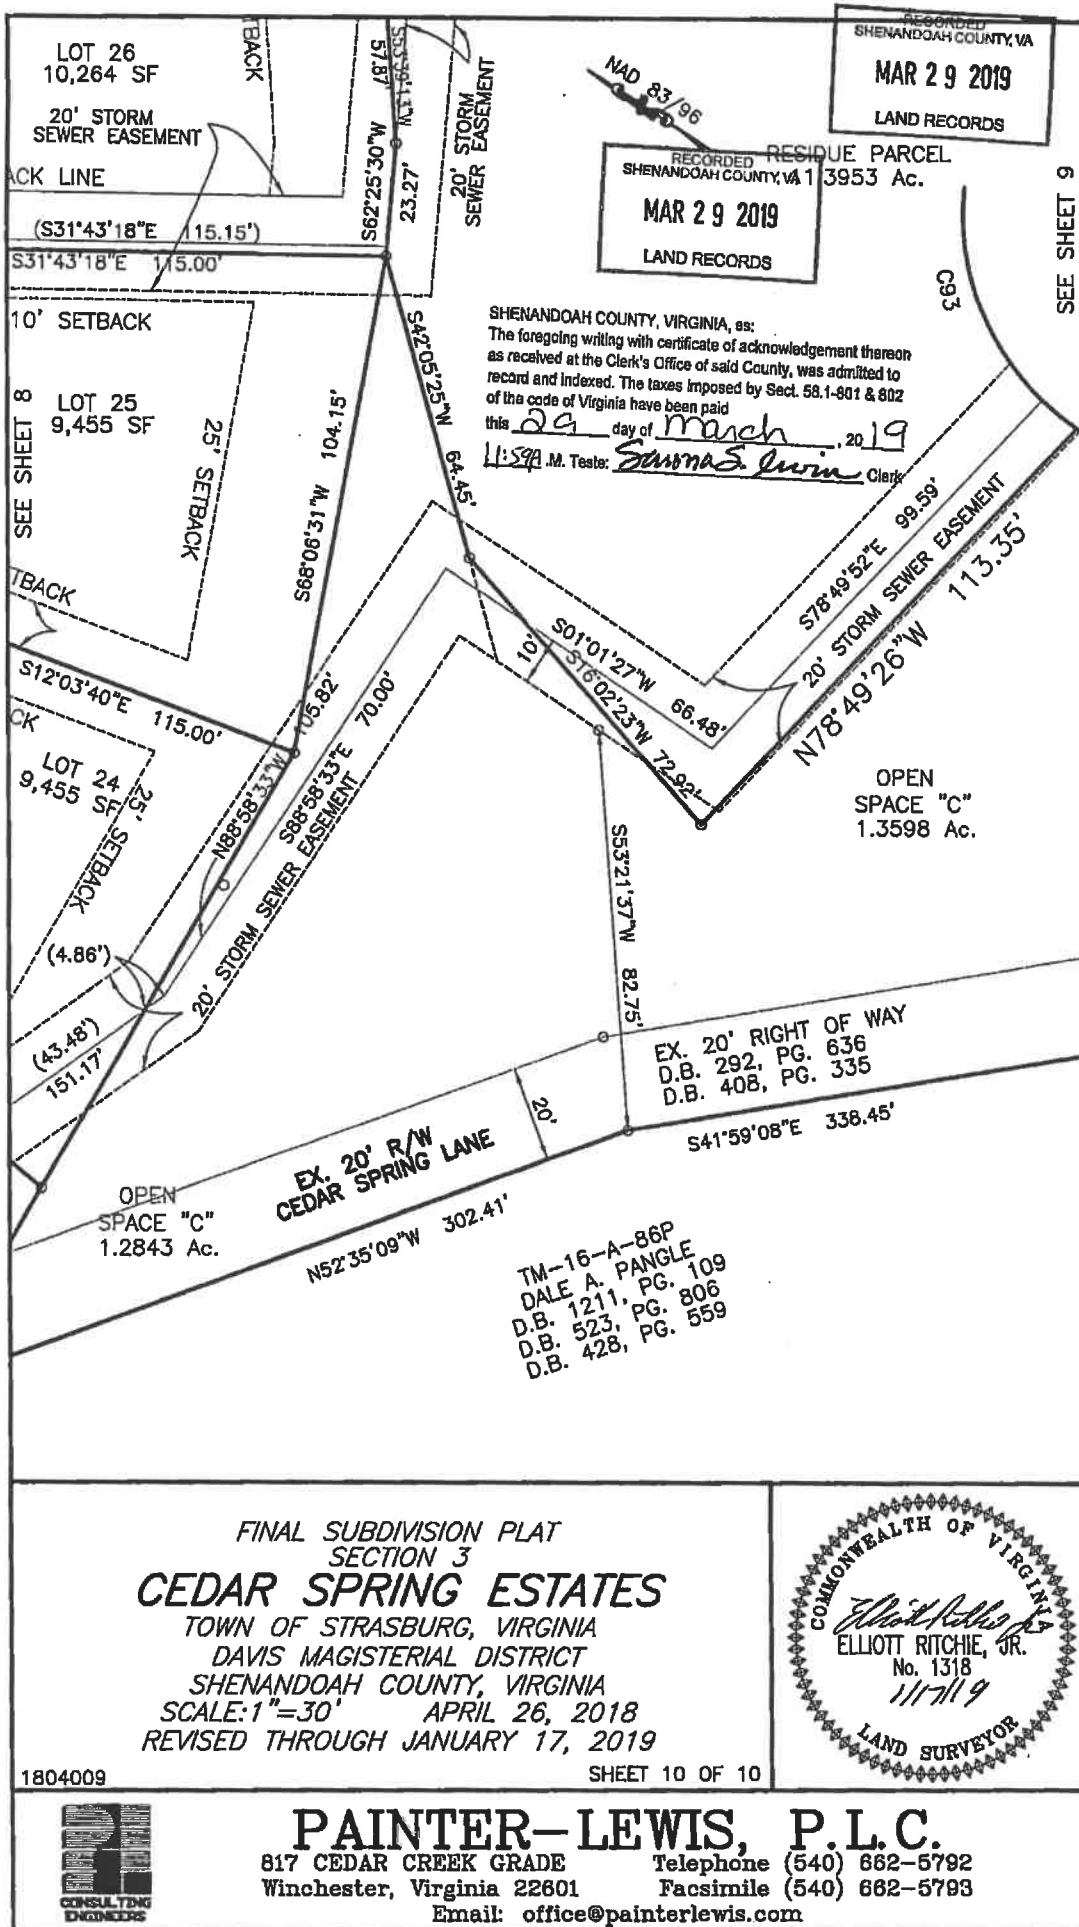 LOT 26
10,264 SF
20' STORM
SEWER EASEMENT
TBACK
ACK LINE
(S31°43'18"E 115.15')
S31°43'18"E 115.00'
57.87'
S62°25'30"W
23.27'
20' STORM
SEWER EASEMENT
NAD 83/96
RECORDED
SHENANDOAH COUNTY, VA
MAR 29 2019
LAND RECORDS
RESIDUE PARCEL
3953 Ac.
RECORDED
SHENANDOAH COUNTY, VA
MAR 29 2019
LAND RECORDS
SEE SHEET 9
C93
10' SETBACK
LOT 25
9,455 SF
25' SETBACK
SEE SHEET 8
TBACK
S68°06'31"W 104.15'
S42°05'25"W 64.45'
SHENANDOAH COUNTY, VIRGINIA, ss:
The foregoing writing with certificate of acknowledgement thereon
as received at the Clerk's Office of said County, was admitted to
record and indexed. The taxes imposed by Sect. 58.1-801 & 802
of the code of Virginia have been paid
this 29 day of March, 2019
11:59A.M. Teste: Clerk
S78°49'52"E 99.59'
20' STORM SEWER EASEMENT
N78°49'26"W 113.35'
S12°03'40"E 115.00'
CK
LOT 24
9,455 SF
25' SETBACK
N88°58'33"W 105.82'
S88°58'33"E 70.00'
20' STORM SEWER EASEMENT
10'
S01°01'27"W 66.48'
S16°02'23"W 72.92'
OPEN
SPACE "C"
1.3598 Ac.
S53°21'37"W 82.75'
(4.86')
(43.48')
151.17'
EX. 20' RIGHT OF WAY
D.B. 292, PG. 636
D.B. 408, PG. 335
20'
EX. 20' R/W
CEDAR SPRING LANE
S41°59'08"E 338.45'
OPEN
SPACE "C"
1.2843 Ac.
N52°35'09"W 302.41'
TM-16-A-86P
DALE A. PANGLE
D.B. 1211, PG. 109
D.B. 523, PG. 806
D.B. 428, PG. 559
FINAL SUBDIVISION PLAT
SECTION 3
CEDAR SPRING ESTATES
TOWN OF STRASBURG, VIRGINIA
DAVIS MAGISTERIAL DISTRICT
SHENANDOAH COUNTY, VIRGINIA
SCALE: 1"=30' APRIL 26, 2018
REVISED THROUGH JANUARY 17, 2019
1804009
SHEET 10 OF 10
COMMONWEALTH OF VIRGINIA
Elliott Ritchie Jr
ELLIOTT RITCHIE, JR.
No. 1318
1/17/19
LAND SURVEYOR
CONSULTING
ENGINEERS
PAINTER-LEWIS, P.L.C.
817 CEDAR CREEK GRADE Telephone (540) 662-5792
Winchester, Virginia 22601 Facsimile (540) 662-5793
Email: office@painterlewis.com